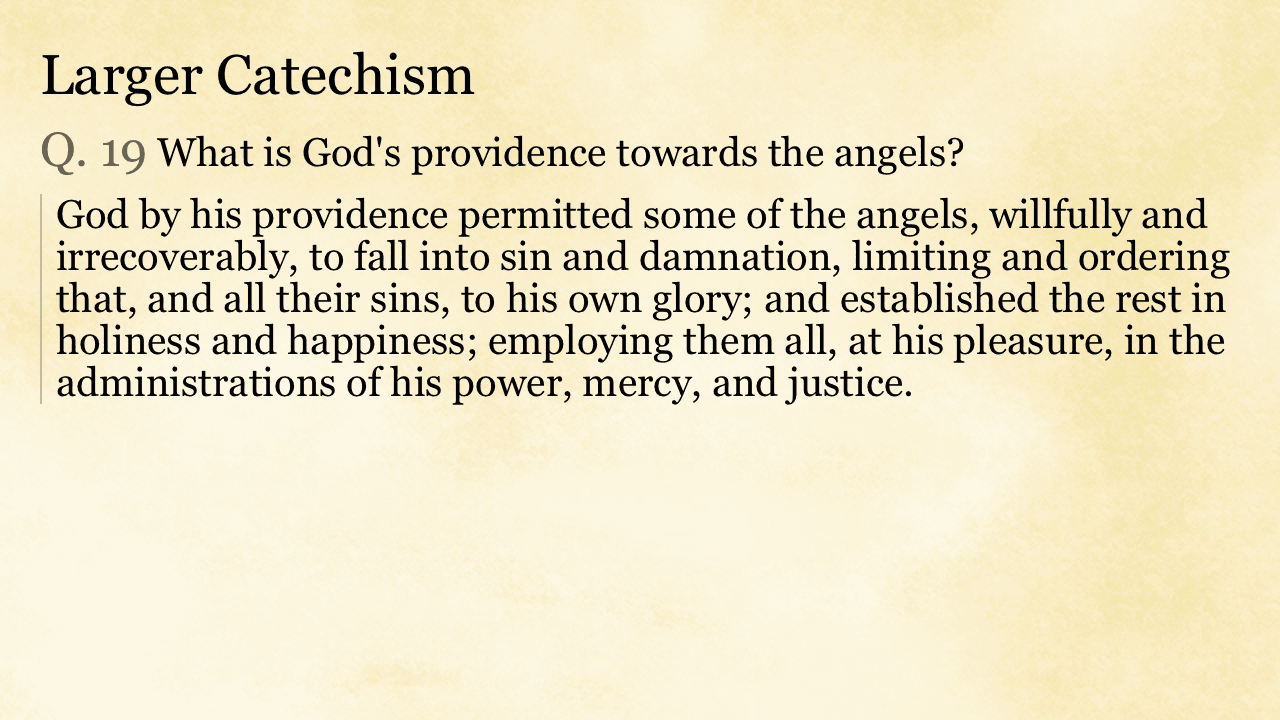 Larger Catechism
Q. 19 What is God's providence towards the angels?
God by his providence permitted some of the angels, willfully and
irrecoverably, to fall into sin and damnation, limiting and ordering
that, and all their sins, to his own glory; and established the rest in
holiness and happiness; employing them all, at his pleasure, in the
administrations of his power, mercy, and justice.